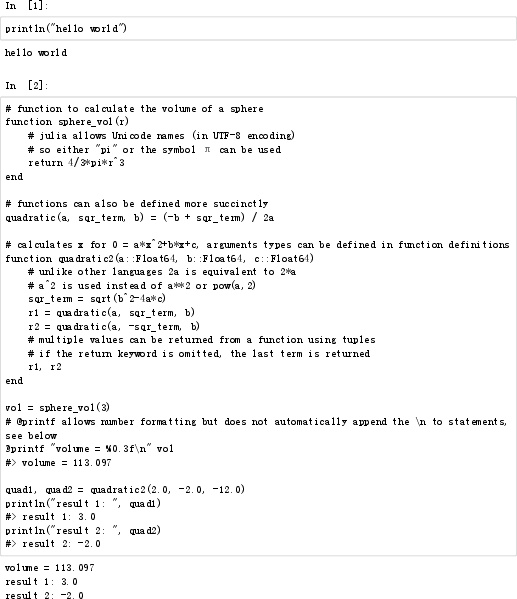 In [1]:
println("hello world")
hello world
In [2]:
# function to calculate the volume of a sphere
function sphere_vol(r)
    # julia allows Unicode names (in UTF-8 encoding)
    # so either "pi" or the symbol π can be used
    return 4/3*pi*r^3
end
# functions can also be defined more succinctly
quadratic(a, sqr_term, b) = (-b + sqr_term) / 2a
# calculates x for 0 = a*x^2+b*x+c, arguments types can be defined in function definitions
function quadratic2(a::Float64, b::Float64, c::Float64)
    # unlike other languages 2a is equivalent to 2*a
    # a^2 is used instead of a**2 or pow(a,2)
    sqr_term = sqrt(b^2-4a*c)
    r1 = quadratic(a, sqr_term, b)
    r2 = quadratic(a, -sqr_term, b)
    # multiple values can be returned from a function using tuples
    # if the return keyword is omitted, the last term is returned
    r1, r2
end
vol = sphere_vol(3)
# @printf allows number formatting but does not automatically append the \n to statements,
see below
@printf "volume = %0.3f\n" vol
#> volume = 113.097
quad1, quad2 = quadratic2(2.0, -2.0, -12.0)
println("result 1: ", quad1)
#> result 1: 3.0
println("result 2: ", quad2)
#> result 2: -2.0
volume = 113.097
result 1: 3.0
result 2: -2.0